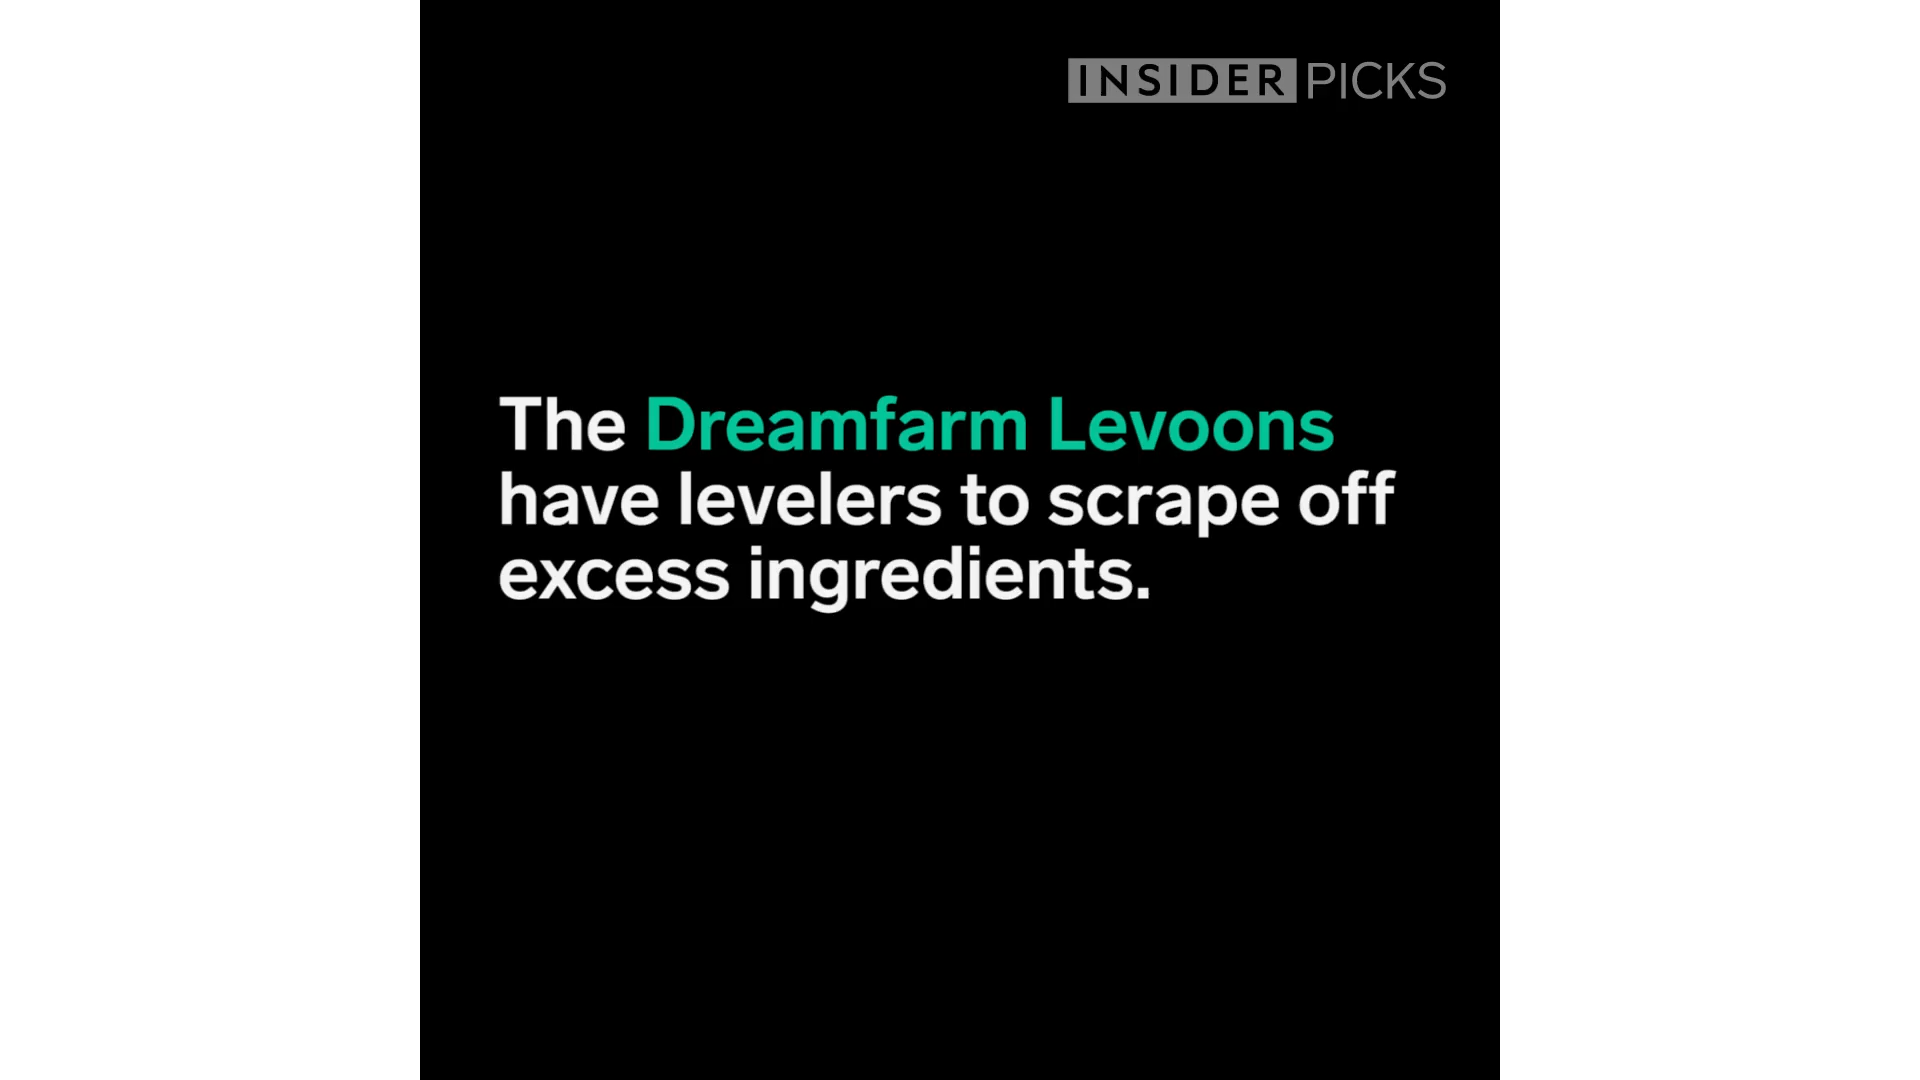 INSIDER PICKS
The Dreamfarm Levoons
have levelers to scrape off
excess ingredients.